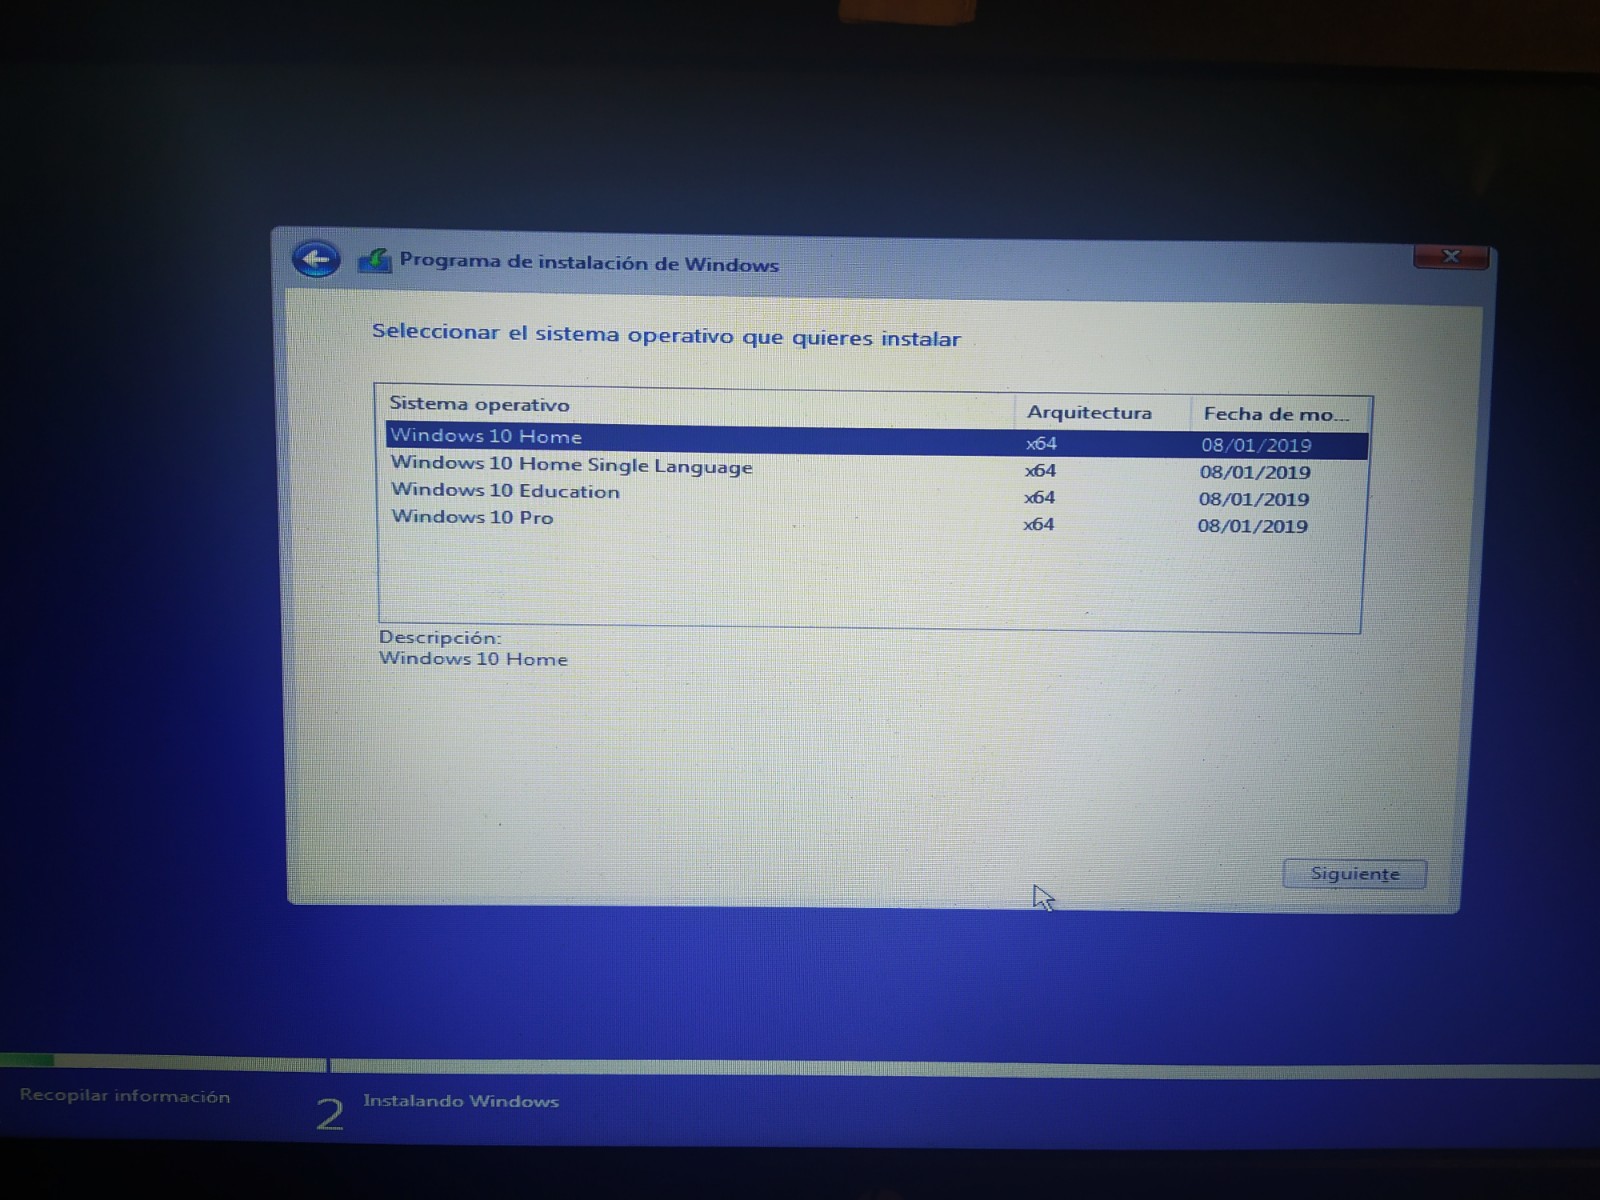 Programa de instalación de Windows
Seleccionar el sistema operativo que quieres instalar
Sistema operativo Arquitectura Fecha de mo...
Windows 10 Home x64 08/01/2019
Windows 10 Home Single Language x64 08/01/2019
Windows 10 Education x64 08/01/2019
Windows 10 Pro x64 08/01/2019
Descripción:
Windows 10 Home
Siguiente
Recopilar información
2 Instalando Windows